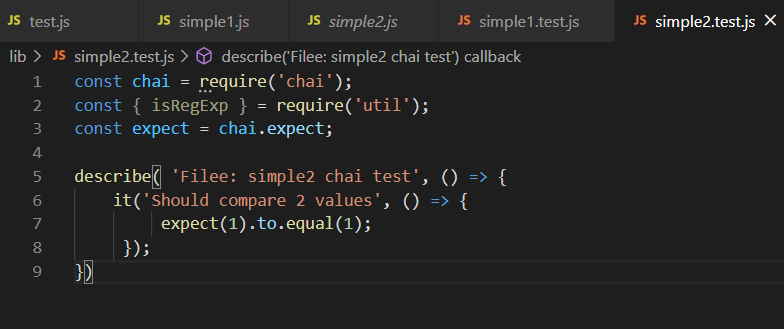 JS test.js JS simple1.js JS simple2.js JS simple1.test.js JS simple2.test.js
lib > JS simple2.test.js > describe('Filee: simple2 chai test') callback
1 const chai = require('chai');
2 const { isRegExp } = require('util');
3 const expect = chai.expect;
4
5 describe( 'Filee: simple2 chai test', () => {
6 it('Should compare 2 values', () => {
7 expect(1).to.equal(1);
8 });
9 })